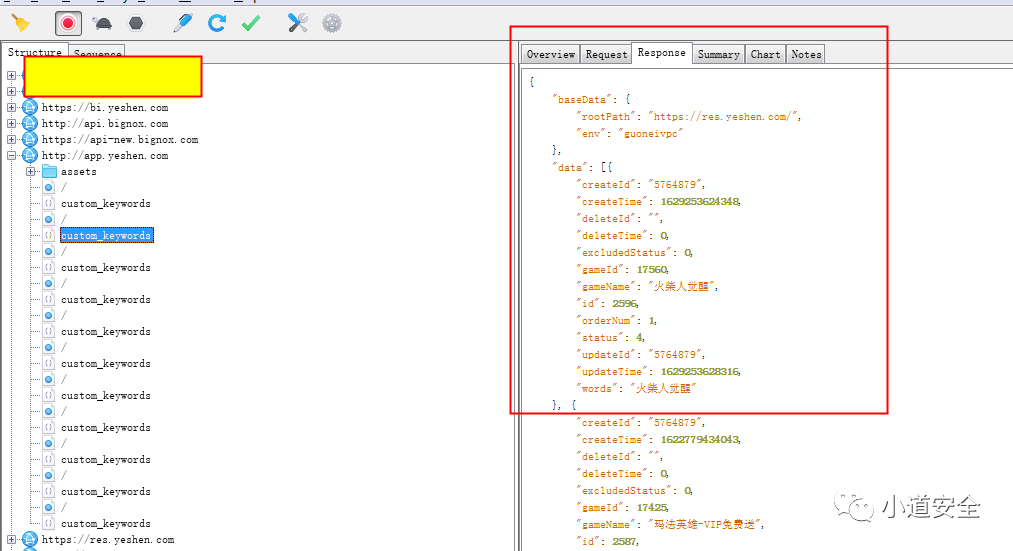 Structure Sequence
https://bi.yeshen.com
http://api.bignox.com
https://api-new.bignox.com
http://app.yeshen.com
assets
/
custom_keywords
/
custom_keywords
/
custom_keywords
/
custom_keywords
/
custom_keywords
/
custom_keywords
/
custom_keywords
/
custom_keywords
/
custom_keywords
/
custom_keywords
/
custom_keywords
https://res.yeshen.com
Overview Request Response Summary Chart Notes
{
"baseData": {
"rootPath": "https://res.yeshen.com/",
"env": "guoneivpc"
},
"data": [{
"createId": "5764879",
"createTime": 1629253624348,
"deleteId": "",
"deleteTime": 0,
"excludedStatus": 0,
"gameId": 17560,
"gameName": "火柴人觉醒",
"id": 2596,
"orderNum": 1,
"status": 4,
"updateId": "5764879",
"updateTime": 1629253628316,
"words": "火柴人觉醒"
}, {
"createId": "5764879",
"createTime": 1622779434043,
"deleteId": "",
"deleteTime": 0,
"excludedStatus": 0,
"gameId": 17425,
"gameName": "玛法英雄-VIP免费送",
"id": 2587,
小道安全